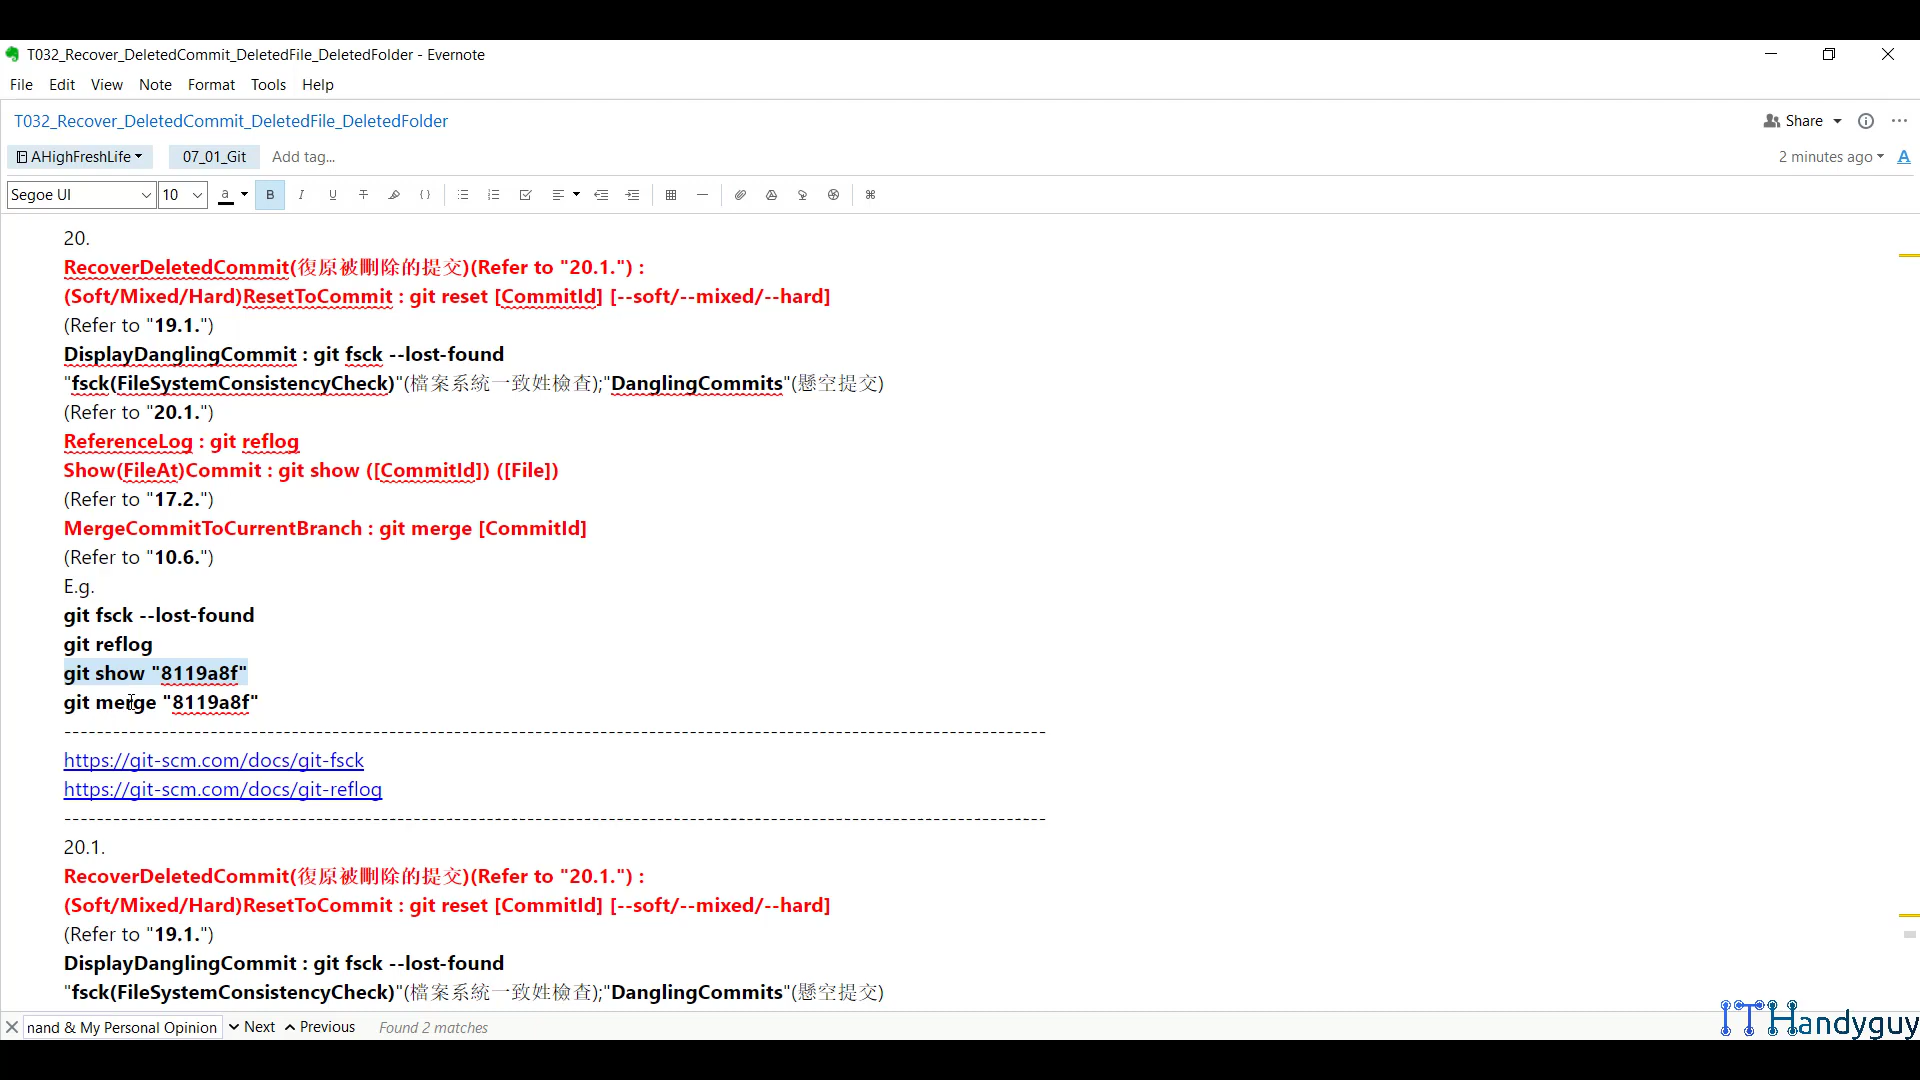 T032_Recover_DeletedCommit_DeletedFile_DeletedFolder - Evernote
File Edit View Note Format Tools Help
T032_Recover_DeletedCommit_DeletedFile_DeletedFolder
Share
AHighFreshLife 07_01_Git Add tag...
2 minutes ago A
Segoe UI 10 a B I U T
20.
RecoverDeletedCommit(復原被刪除的提交)(Refer to "20.1.") :
(Soft/Mixed/Hard)ResetToCommit : git reset [CommitId] [--soft/--mixed/--hard]
(Refer to "19.1.")
DisplayDanglingCommit : git fsck --lost-found
"fsck(FileSystemConsistencyCheck)"(檔案系統一致姓檢查);"DanglingCommits"(懸空提交)
(Refer to "20.1.")
ReferenceLog : git reflog
Show(FileAt)Commit : git show ([CommitId]) ([File])
(Refer to "17.2.")
MergeCommitToCurrentBranch : git merge [CommitId]
(Refer to "10.6.")
E.g.
git fsck --lost-found
git reflog
git show "8119a8f"
git merge "8119a8f"
--------------------------------------------------------------------------------------------------------------------------
https://git-scm.com/docs/git-fsck
https://git-scm.com/docs/git-reflog
--------------------------------------------------------------------------------------------------------------------------
20.1.
RecoverDeletedCommit(復原被刪除的提交)(Refer to "20.1.") :
(Soft/Mixed/Hard)ResetToCommit : git reset [CommitId] [--soft/--mixed/--hard]
(Refer to "19.1.")
DisplayDanglingCommit : git fsck --lost-found
"fsck(FileSystemConsistencyCheck)"(檔案系統一致姓檢查);"DanglingCommits"(懸空提交)
nand & My Personal Opinion Next Previous Found 2 matches
ITHandyguy